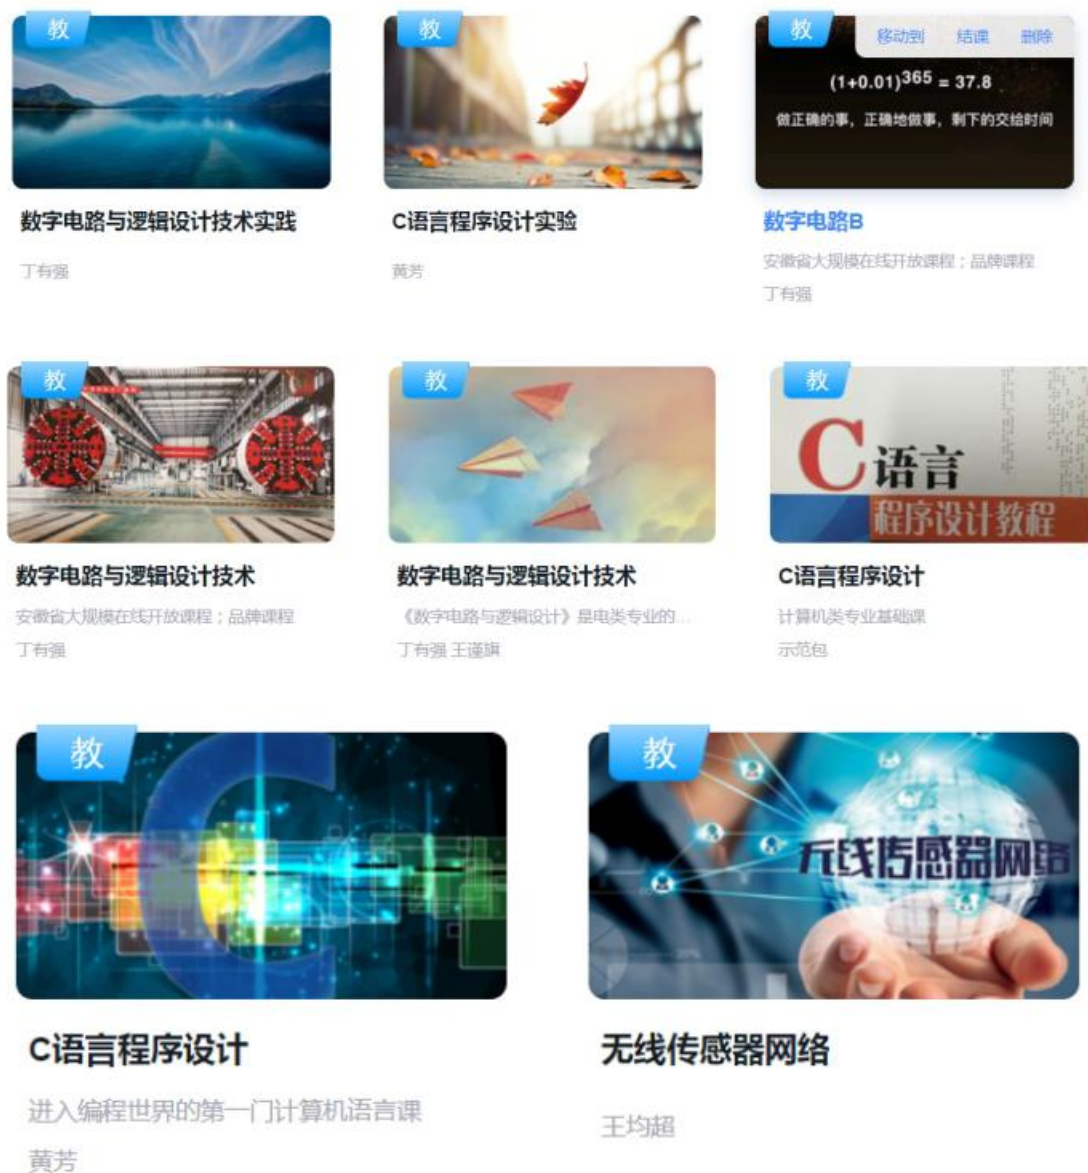 教
教
教
移动到 结课 删除
(1+0.01)365 = 37.8
做正确的事，正确地做事，剩下的交给时间
数字电路与逻辑设计技术实践
C语言程序设计实验
数字电路B
安徽省大规模在线开放课程；品牌课程
丁有强
黄芳
丁有强
教
教
教
C语言
程序设计教程
数字电路与逻辑设计技术
数字电路与逻辑设计技术
C语言程序设计
安徽省大规模在线开放课程；品牌课程
《数字电路与逻辑设计》是电类专业的...
计算机类专业基础课
丁有强
丁有强 王谨旗
示范包
教
教
C
无线传感器网络
C语言程序设计
无线传感器网络
进入编程世界的第一门计算机语言课
王均超
黄芳